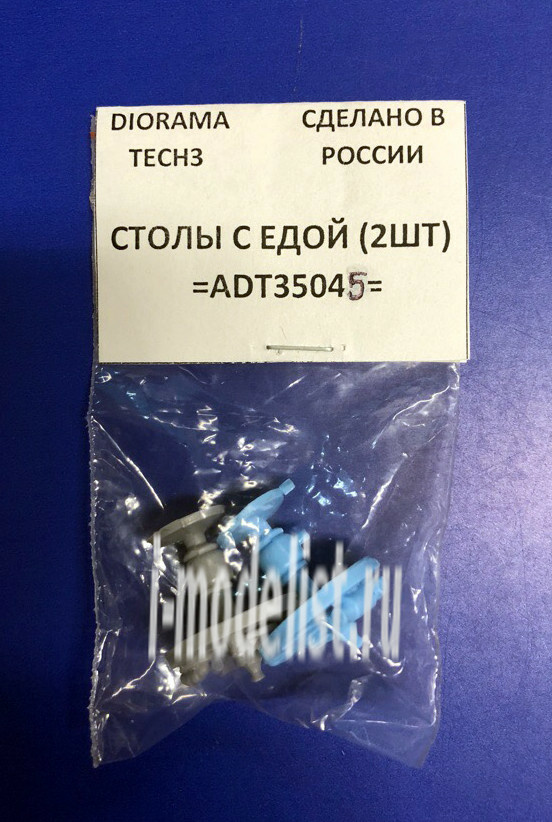 DIORAMA СДЕЛАНО В
TECH3 РОССИИ
СТОЛЫ С ЕДОЙ (2ШТ)
=ADT35045=
i-modelist.ru